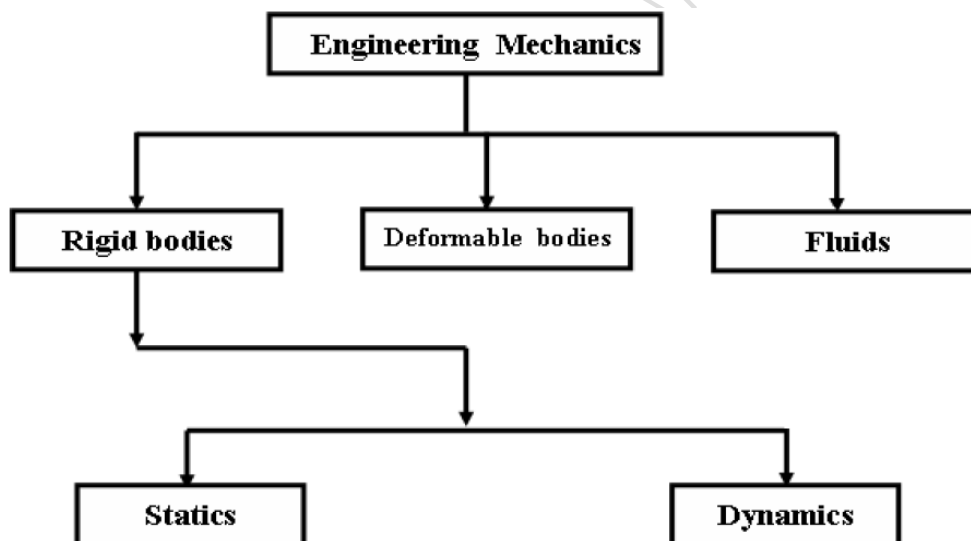 Engineering Mechanics
Rigid bodies
Deformable bodies
Fluids
Statics
Dynamics